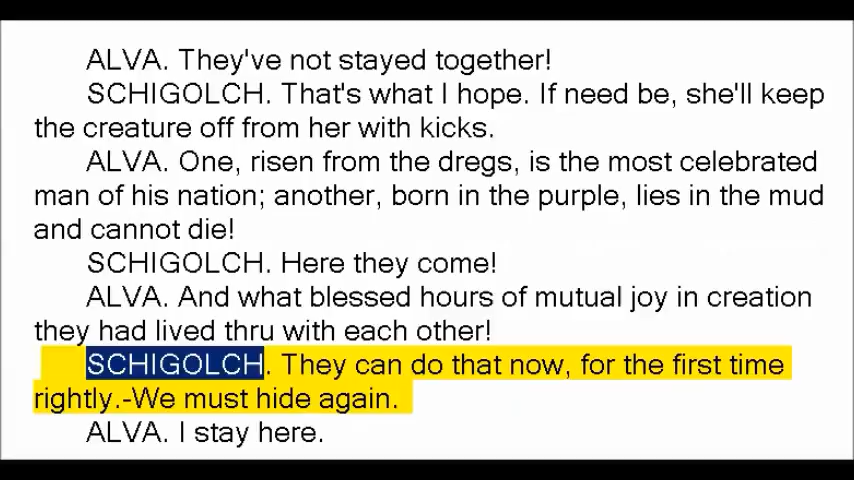 ALVA. They've not stayed together!
SCHIGOLCH. That's what I hope. If need be, she'll keep
the creature off from her with kicks.
ALVA. One, risen from the dregs, is the most celebrated
man of his nation; another, born in the purple, lies in the mud
and cannot die!
SCHIGOLCH. Here they come!
ALVA. And what blessed hours of mutual joy in creation
they had lived thru with each other!
SCHIGOLCH. They can do that now, for the first time
rightly.-We must hide again.
ALVA. I stay here.